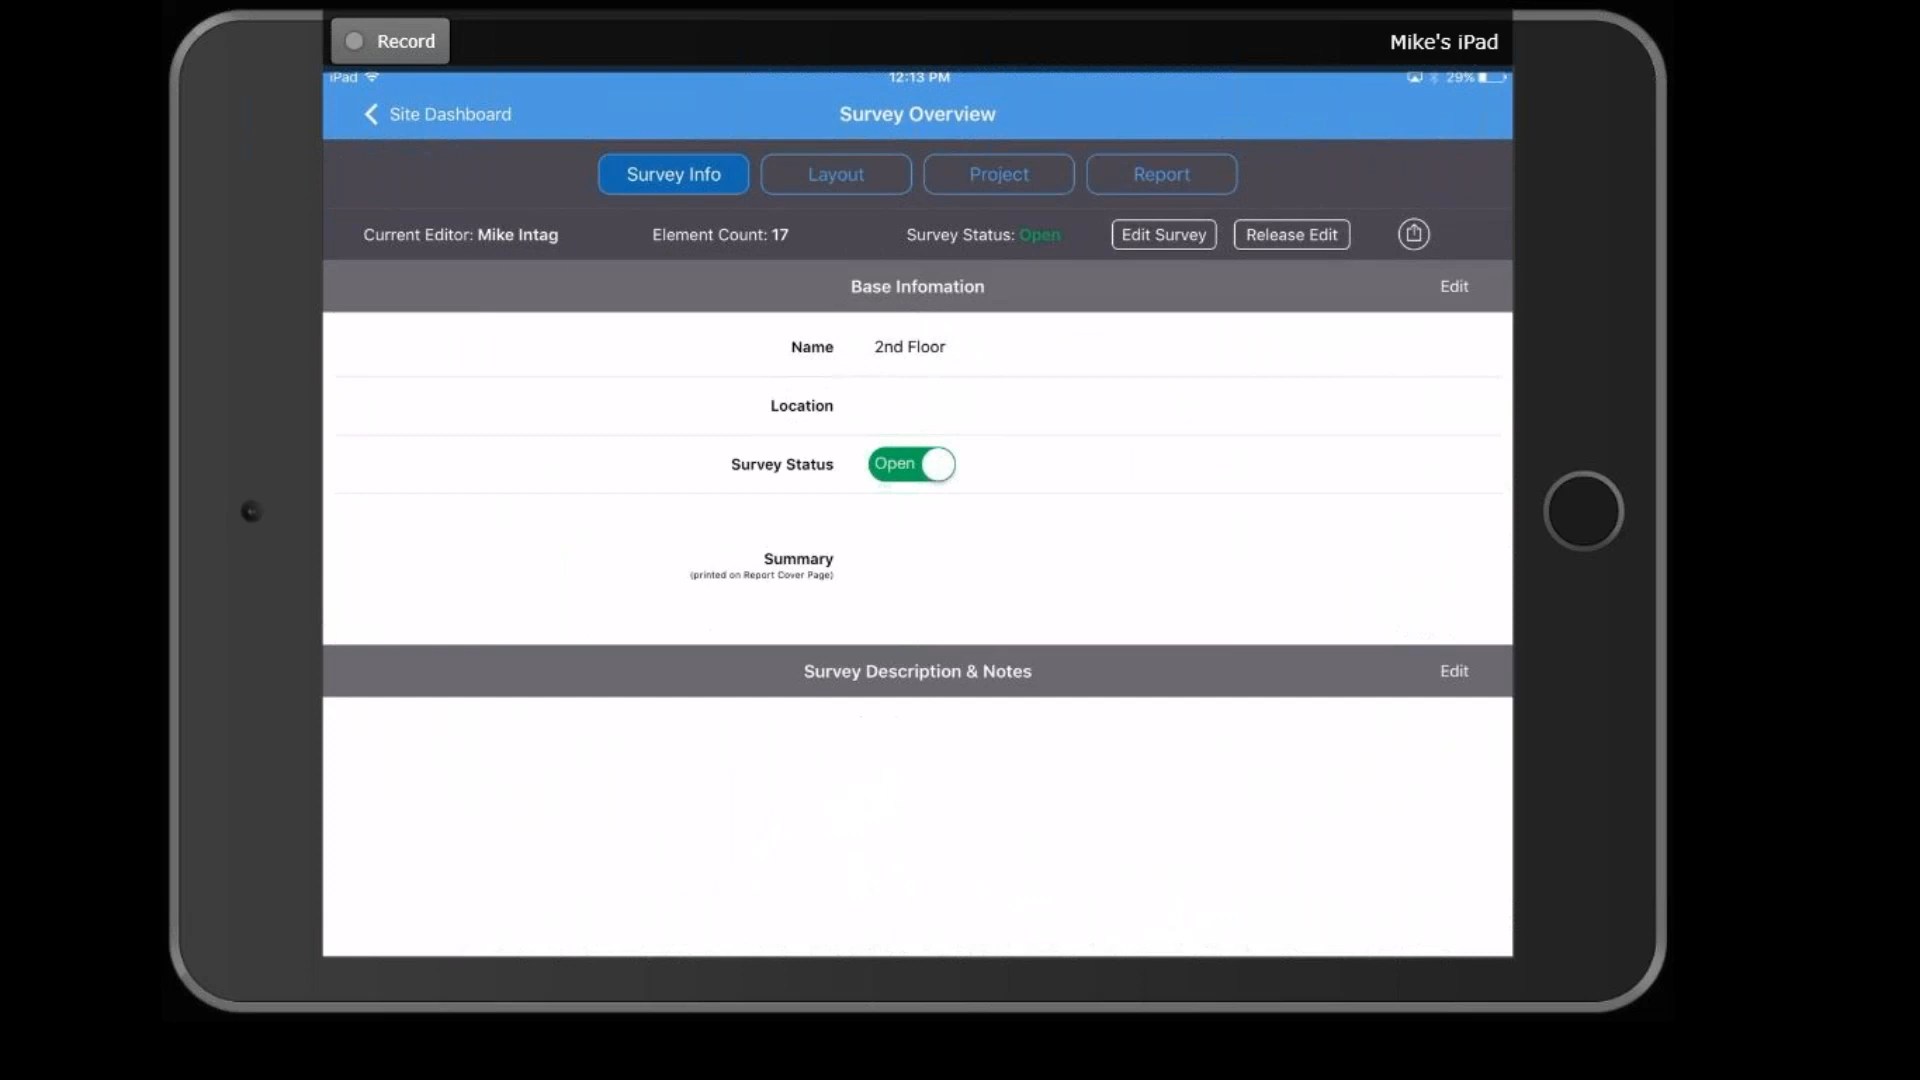 Record
Mike's iPad
iPad 12:13 PM 29%
Site Dashboard Survey Overview
Survey Info Layout Project Report
Current Editor: Mike Intag Element Count: 17 Survey Status: Open Edit Survey Release Edit
Base Infomation Edit
Name 2nd Floor
Location
Survey Status Open
Summary
(printed on Report Cover Page)
Survey Description & Notes Edit